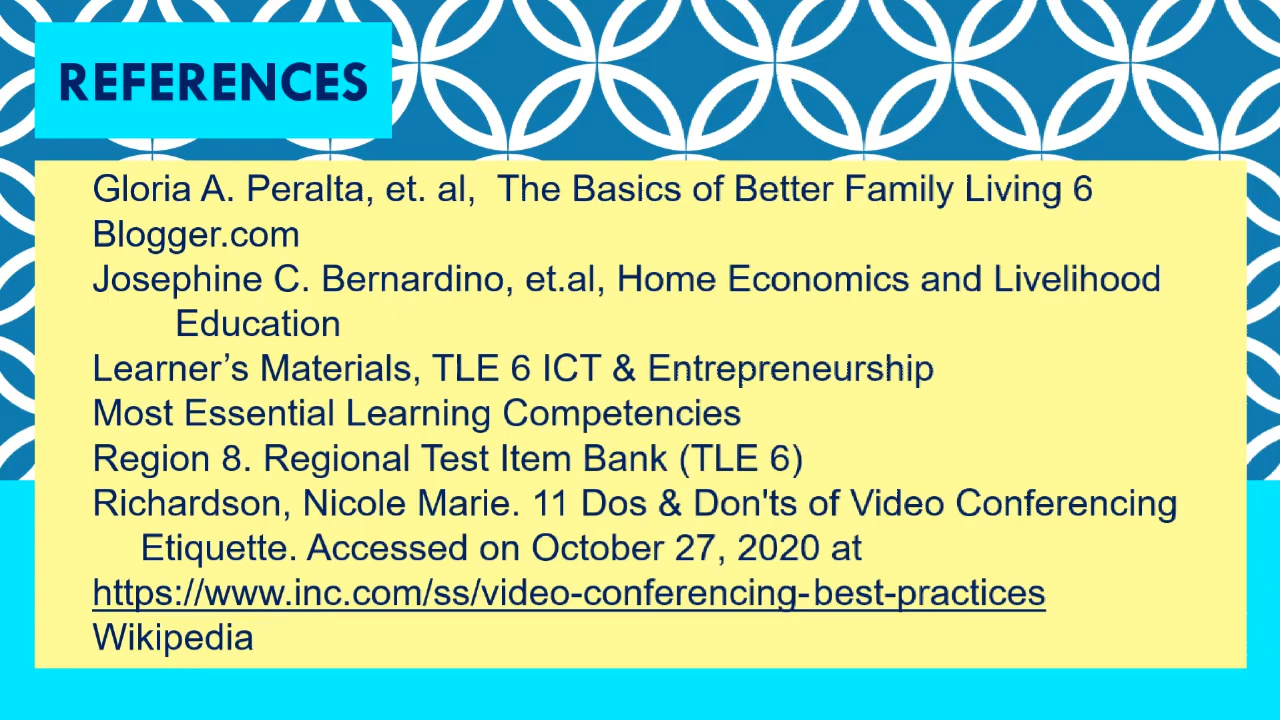 REFERENCES
Gloria A. Peralta, et. al,  The Basics of Better Family Living 6
Blogger.com
Josephine C. Bernardino, et.al, Home Economics and Livelihood
Education
Learner’s Materials, TLE 6 ICT & Entrepreneurship
Most Essential Learning Competencies
Region 8. Regional Test Item Bank (TLE 6)
Richardson, Nicole Marie. 11 Dos & Don'ts of Video Conferencing
Etiquette. Accessed on October 27, 2020 at
https://www.inc.com/ss/video-conferencing-best-practices
Wikipedia